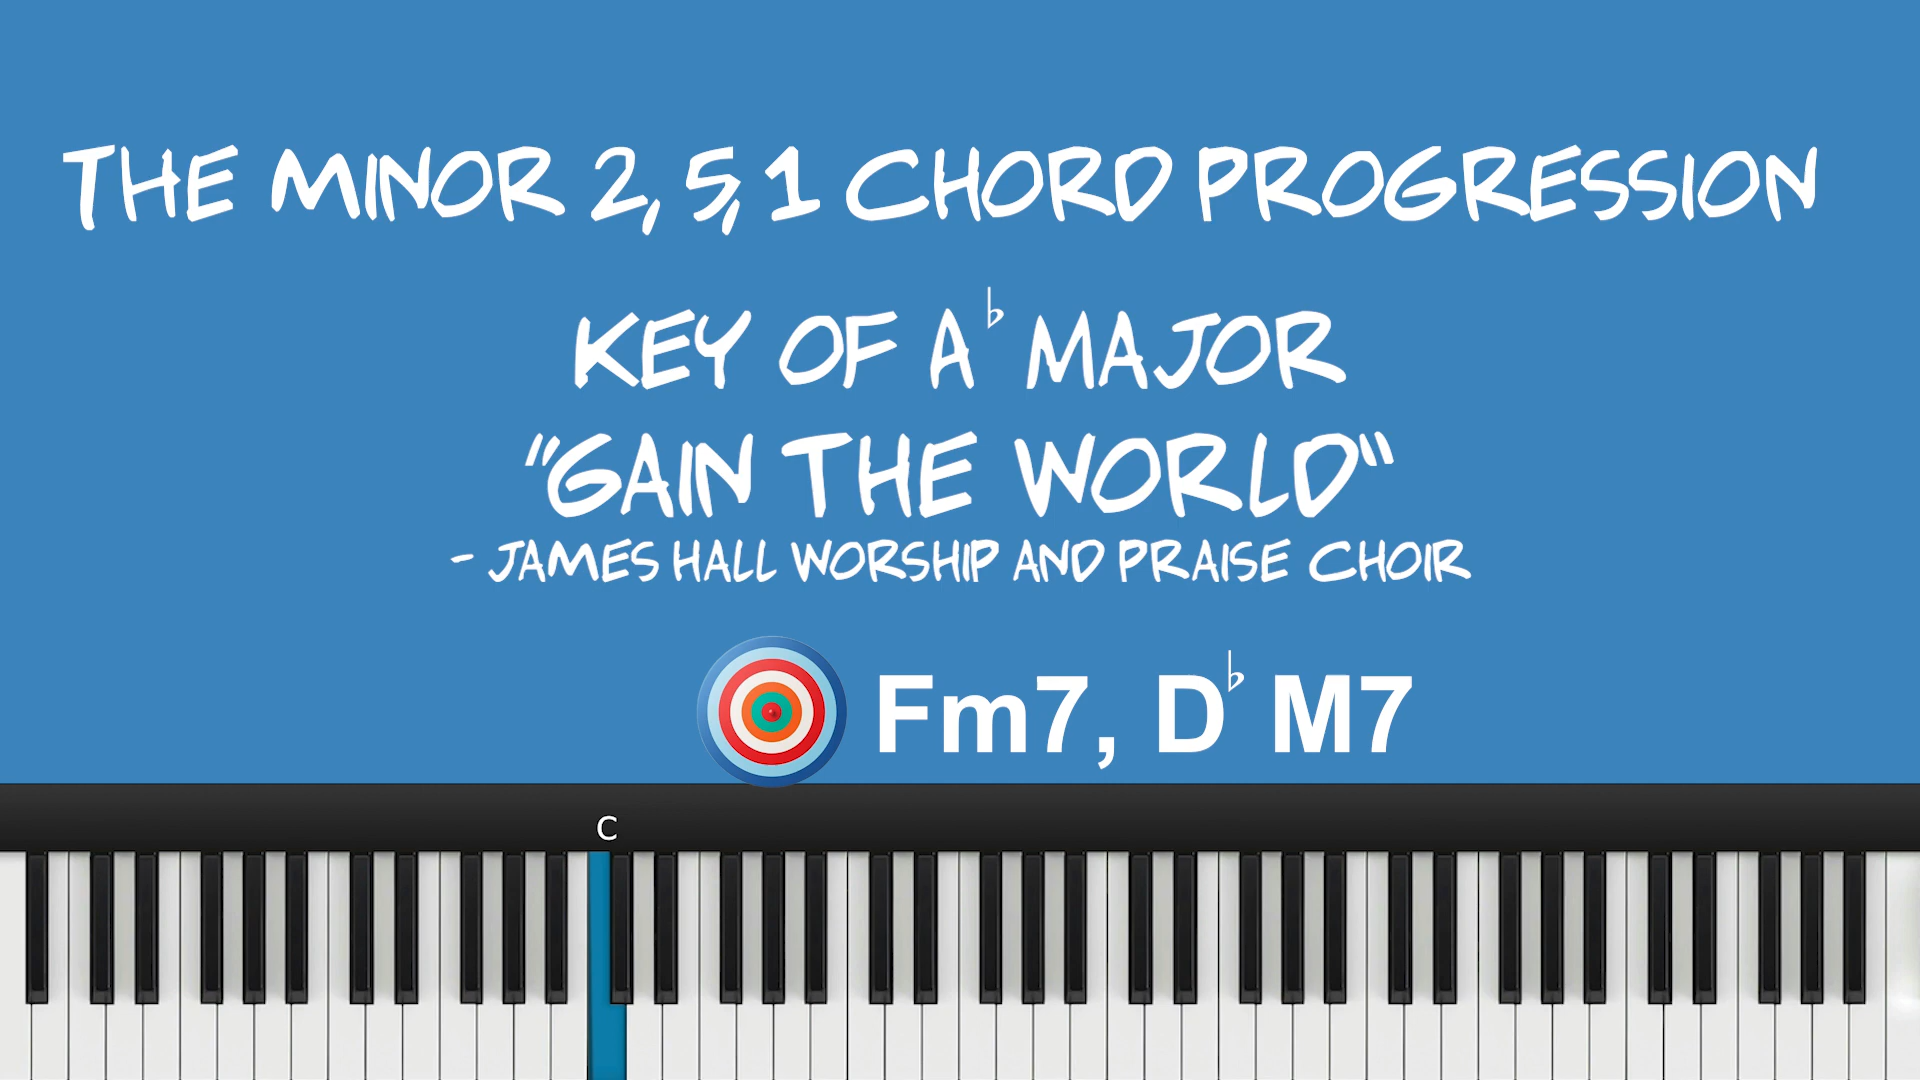 THE MINOR 2, 5, 1 CHORD PROGRESSION
KEY OF A♭ MAJOR
"GAIN THE WORLD"
- JAMES HALL WORSHIP AND PRAISE CHOIR
Fm7, D♭ M7
C